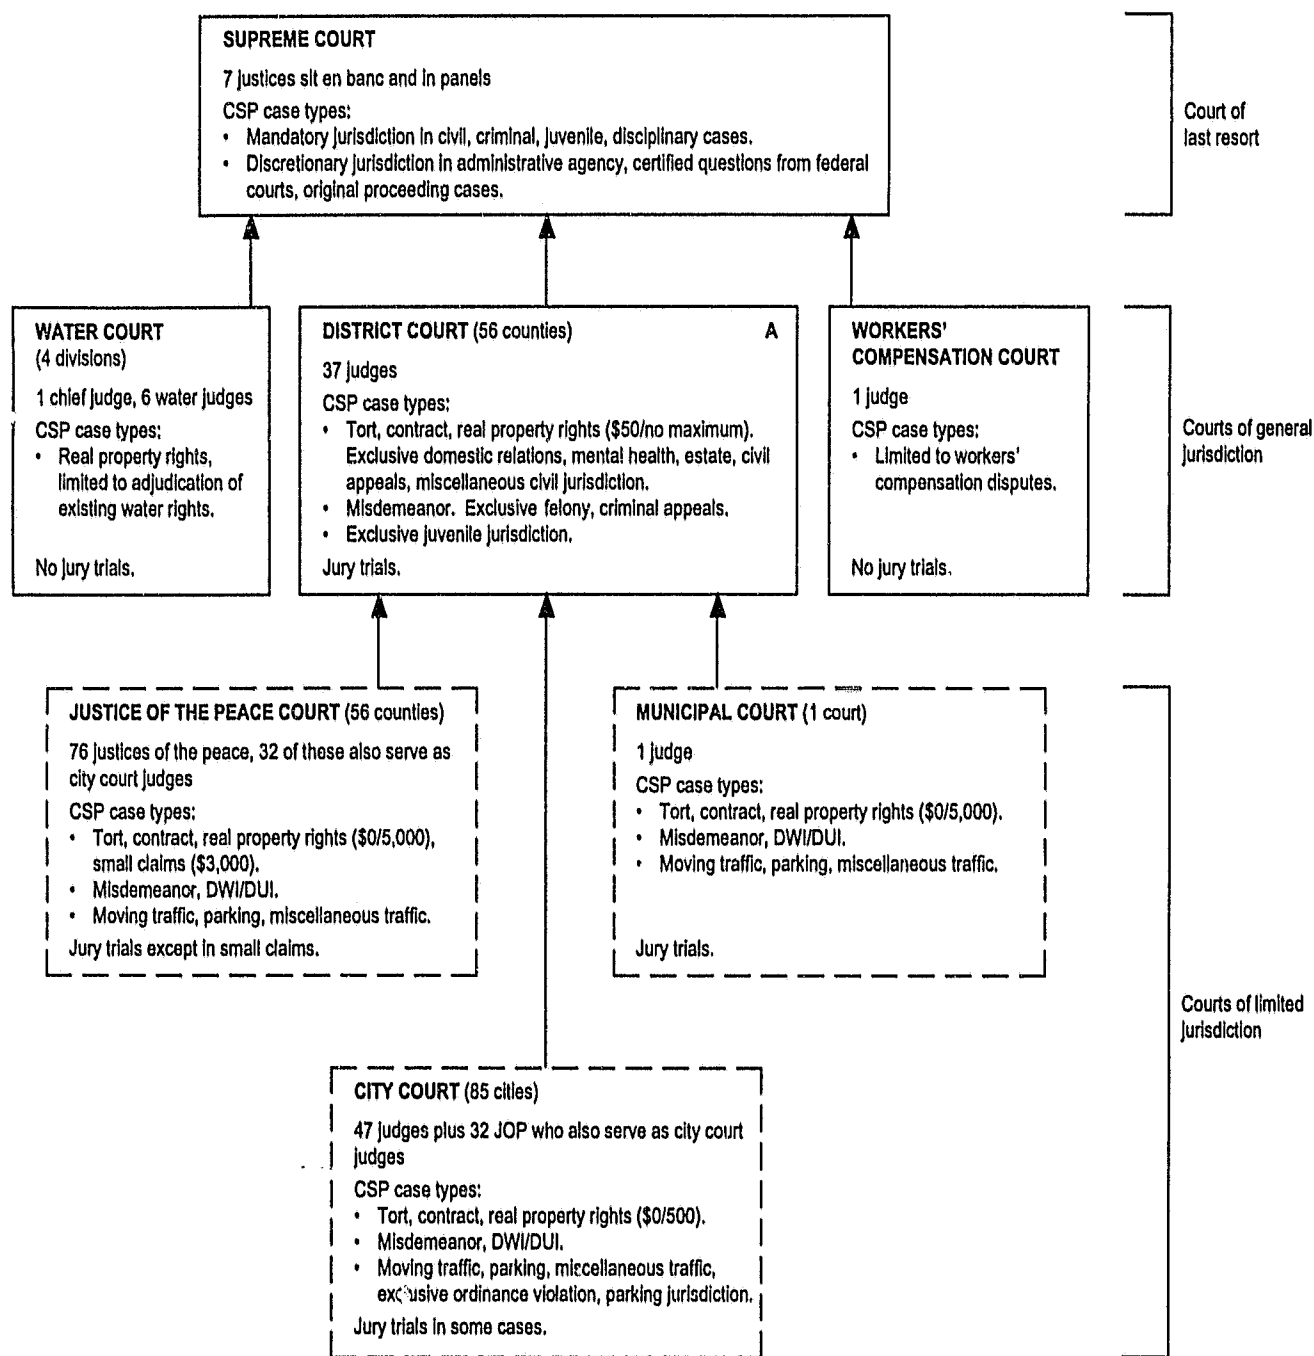 SUPREME COURT
7 justices sit en banc and in panels
CSP case types:
• Mandatory jurisdiction in civil, criminal, juvenile, disciplinary cases.
• Discretionary jurisdiction in administrative agency, certified questions from federal
courts, original proceeding cases.
Court of
last resort
WATER COURT
(4 divisions)
1 chief judge, 6 water judges
CSP case types:
• Real property rights,
limited to adjudication of
existing water rights.
No jury trials.
DISTRICT COURT (56 counties) A
37 judges
CSP case types:
• Tort, contract, real property rights ($50/no maximum).
Exclusive domestic relations, mental health, estate, civil
appeals, miscellaneous civil jurisdiction.
• Misdemeanor. Exclusive felony, criminal appeals.
• Exclusive juvenile jurisdiction.
Jury trials.
WORKERS'
COMPENSATION COURT
1 judge
CSP case types:
• Limited to workers'
compensation disputes.
No jury trials.
Courts of general
jurisdiction
JUSTICE OF THE PEACE COURT (56 counties)
76 justices of the peace, 32 of these also serve as
city court judges
CSP case types:
• Tort, contract, real property rights ($0/5,000),
small claims ($3,000).
• Misdemeanor, DWI/DUI.
• Moving traffic, parking, miscellaneous traffic.
Jury trials except in small claims.
MUNICIPAL COURT (1 court)
1 judge
CSP case types:
• Tort, contract, real property rights ($0/5,000).
• Misdemeanor, DWI/DUI.
• Moving traffic, parking, miscellaneous traffic.
Jury trials.
Courts of limited
jurisdiction
CITY COURT (85 cities)
47 judges plus 32 JOP who also serve as city court
judges
CSP case types:
• Tort, contract, real property rights ($0/500).
• Misdemeanor, DWI/DUI.
• Moving traffic, parking, miscellaneous traffic,
exclusive ordinance violation, parking jurisdiction.
Jury trials in some cases.